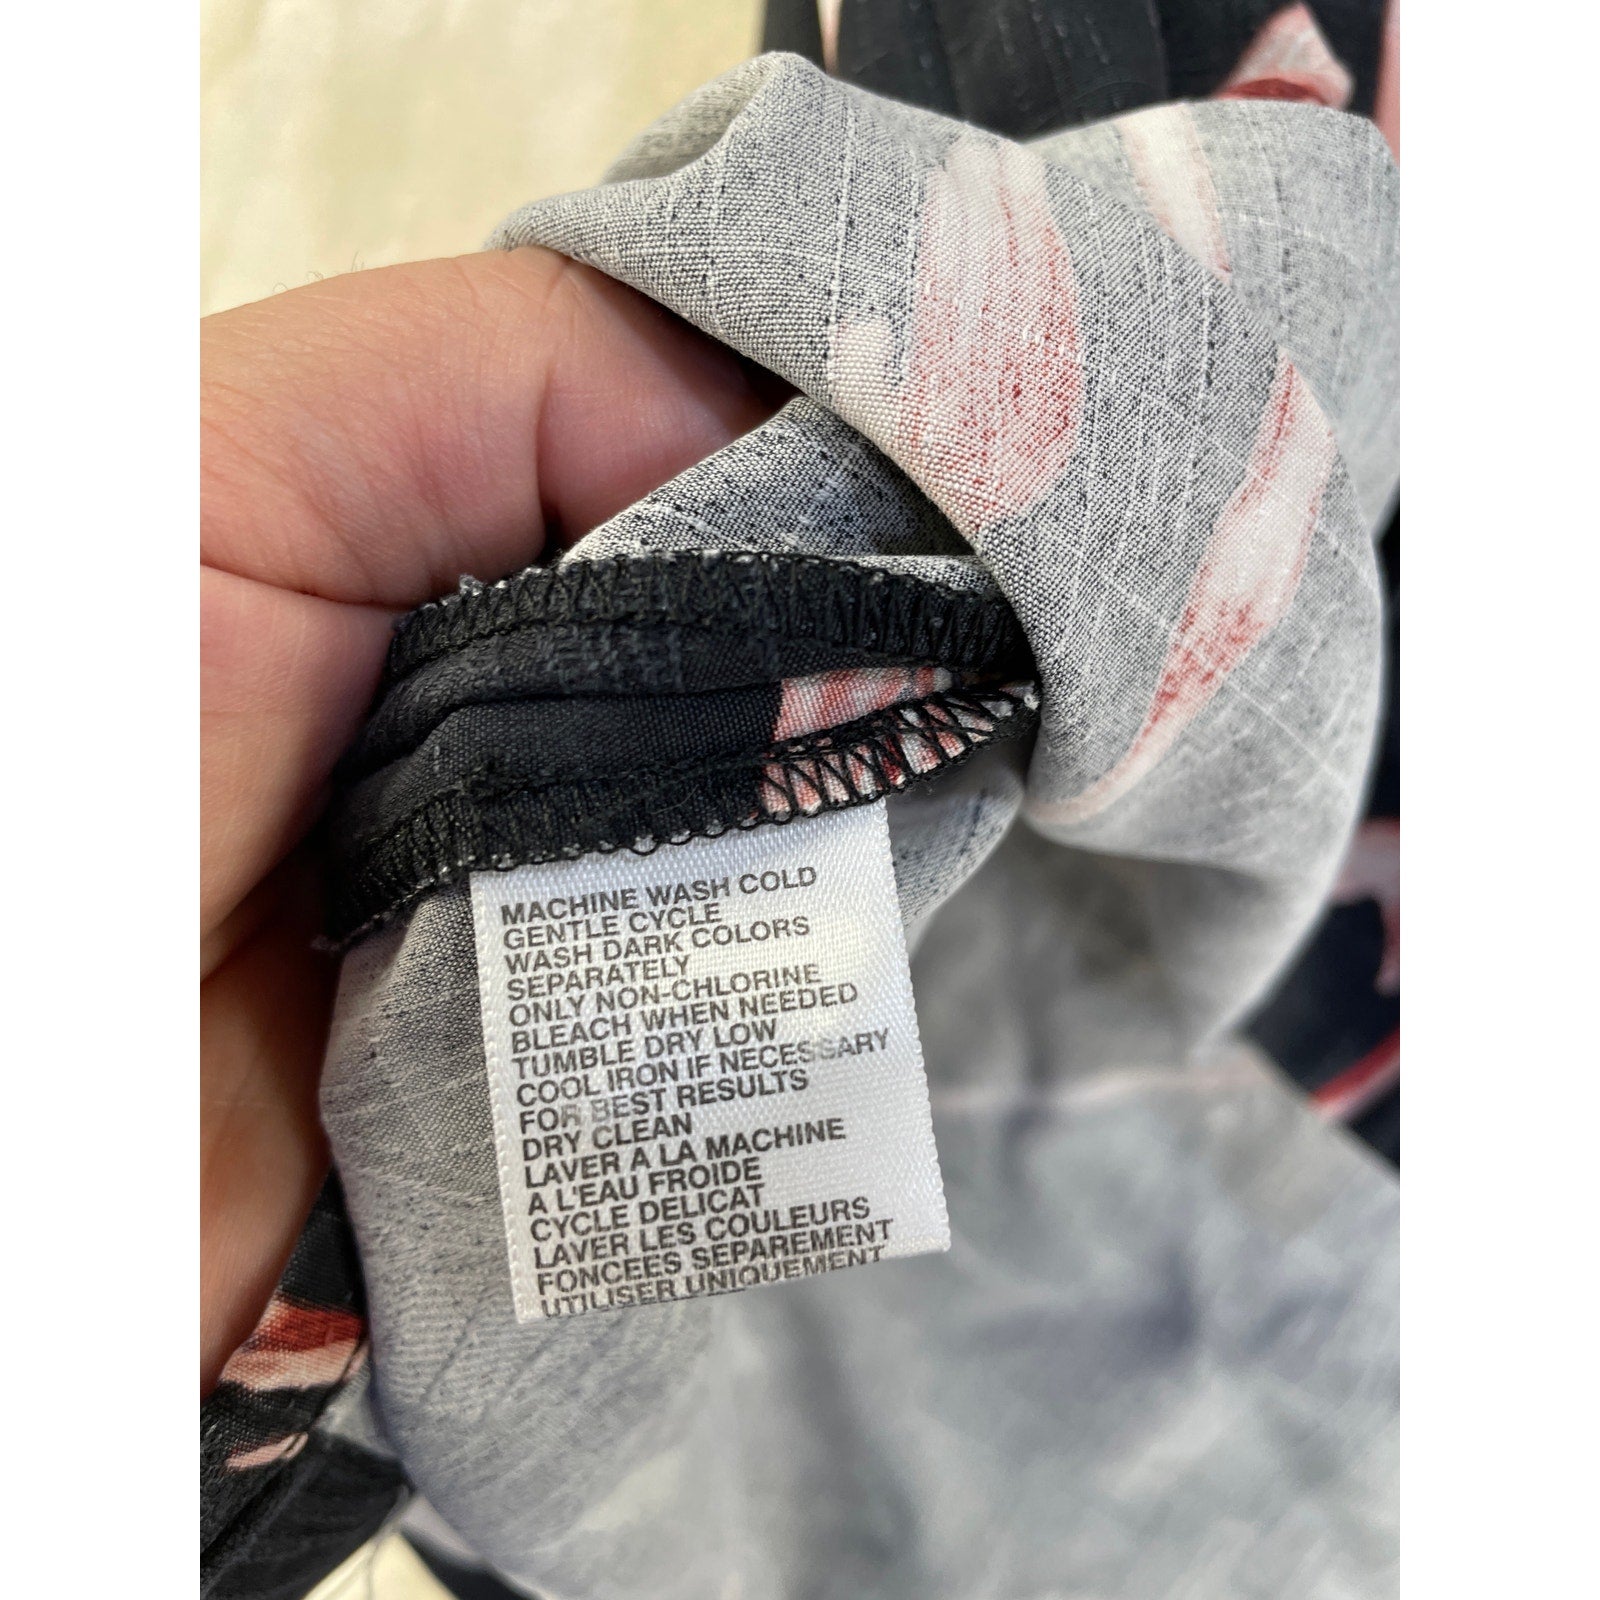 MACHINE WASH COLD
GENTLE CYCLE
WASH DARK COLORS
SEPARATELY
ONLY NON-CHLORINE
BLEACH WHEN NEEDED
TUMBLE DRY LOW
COOL IRON IF NECESSARY
FOR BEST RESULTS
DRY CLEAN
LAVER A LA MACHINE
A L'EAU FROIDE
CYCLE DELICAT
LAVER LES COULEURS
FONCEES SEPAREMENT
UTILISER UNIQUEMENT